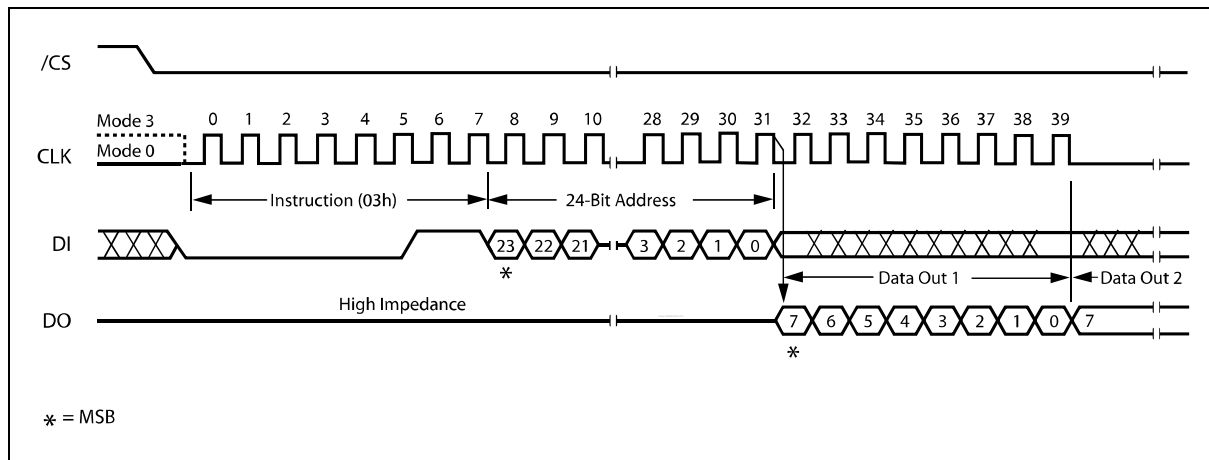 /CS
Mode 3
Mode 0
CLK
0 1 2 3 4 5 6 7 8 9 10 28 29 30 31 32 33 34 35 36 37 38 39
Instruction (03h) 24-Bit Address
DI
23 22 21 3 2 1 0
*
Data Out 1 Data Out 2
High Impedance
DO
7 6 5 4 3 2 1 0 7
*
* = MSB